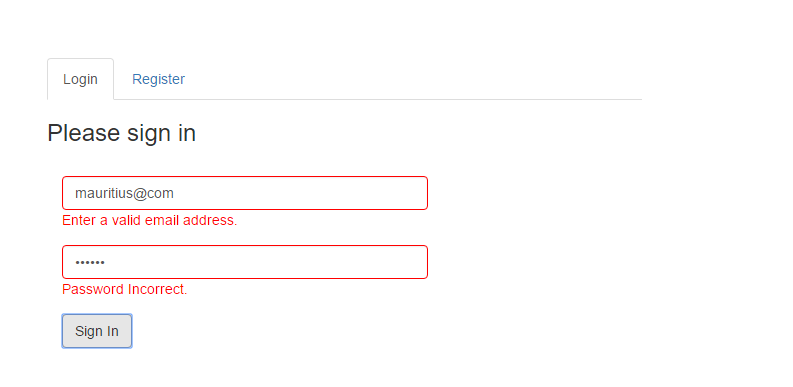 Login Register
Please sign in
mauritius@com
Enter a valid email address.
••••••
Password Incorrect.
Sign In